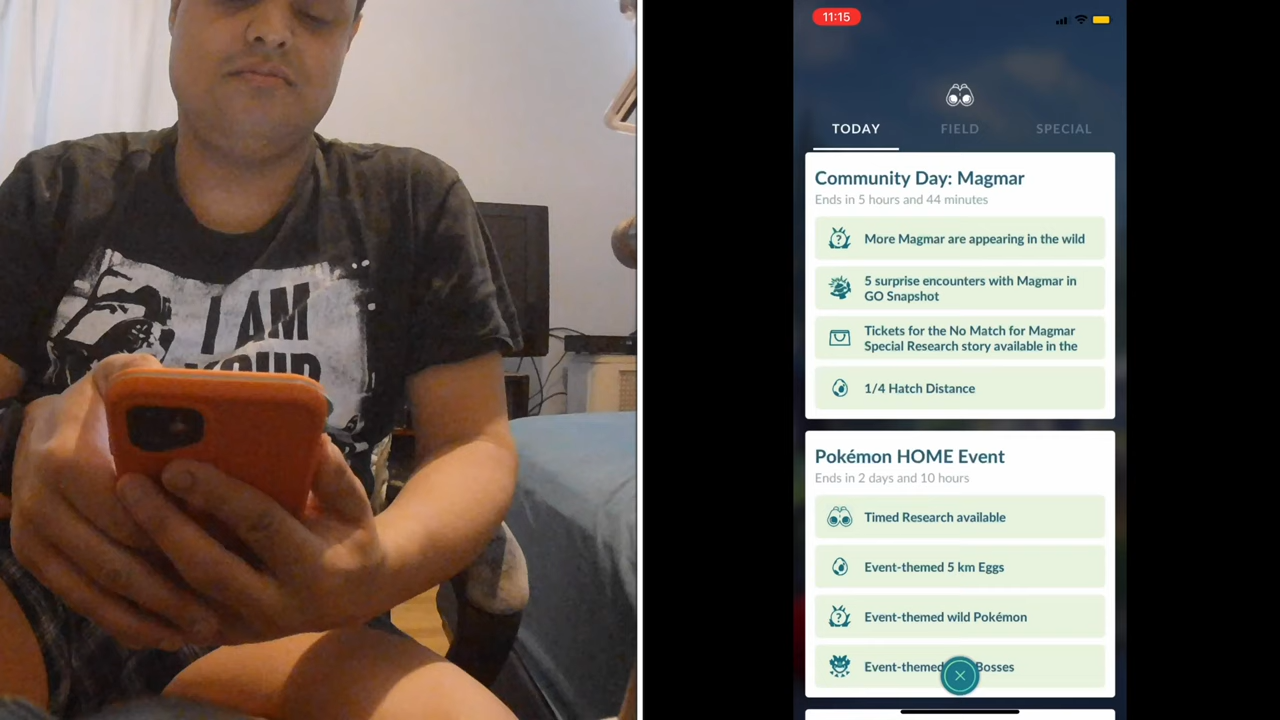 I AM
YOUR
11:15
TODAY
FIELD
SPECIAL
Community Day: Magmar
Ends in 5 hours and 44 minutes
More Magmar are appearing in the wild
5 surprise encounters with Magmar in
GO Snapshot
Tickets for the No Match for Magmar
Special Research story available in the
1/4 Hatch Distance
Pokémon HOME Event
Ends in 2 days and 10 hours
Timed Research available
Event-themed 5 km Eggs
Event-themed wild Pokémon
Event-themed Bosses